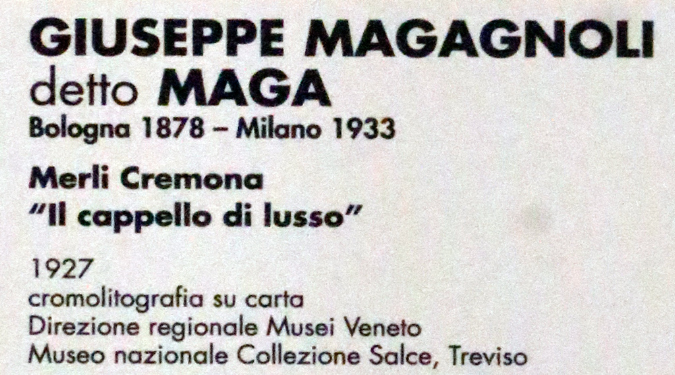 GIUSEPPE MAGAGNOLI
detto MAGA
Bologna 1878 – Milano 1933
Merli Cremona
“Il cappello di lusso”
1927
cromolitografia su carta
Direzione regionale Musei Veneto
Museo nazionale Collezione Salce, Treviso